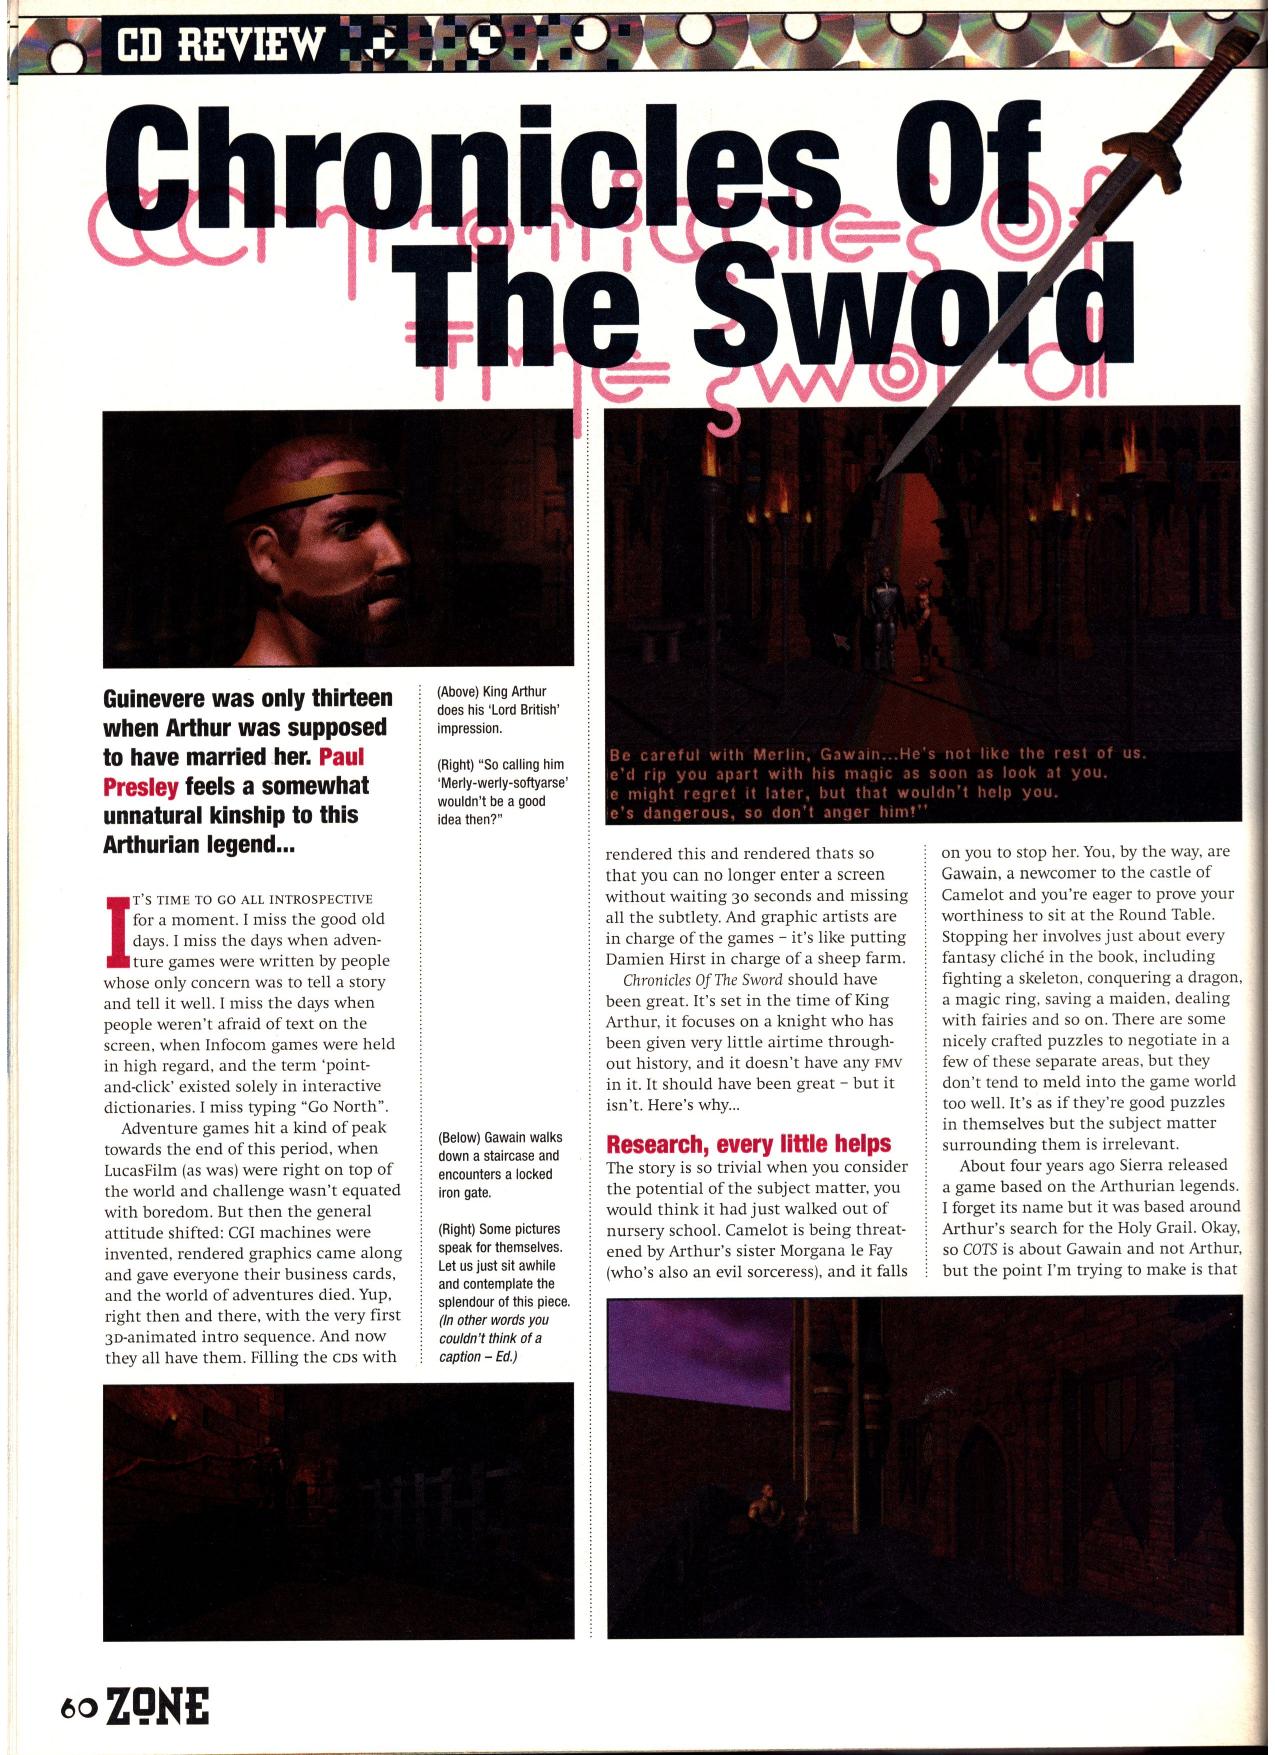 CD REVIEW
Chronicles Of
The Sword
Guinevere was only thirteen
when Arthur was supposed
to have married her. Paul
Presley feels a somewhat
unnatural kinship to this
Arthurian legend...
IT'S TIME TO GO ALL INTROSPECTIVE
for a moment. I miss the good old
days. I miss the days when adven-
ture games were written by people
whose only concern was to tell a story
and tell it well. I miss the days when
people weren't afraid of text on the
screen, when Infocom games were held
in high regard, and the term 'point-
and-click' existed solely in interactive
dictionaries. I miss typing “Go North”.
Adventure games hit a kind of peak
towards the end of this period, when
LucasFilm (as was) were right on top of
the world and challenge wasn't equated
with boredom. But then the general
attitude shifted: CGI machines were
invented, rendered graphics came along
and gave everyone their business cards,
and the world of adventures died. Yup,
right then and there, with the very first
3D-animated intro sequence. And now
they all have them. Filling the CDs with
(Above) King Arthur
does his 'Lord British'
impression.
(Right) “So calling him
'Merly-werly-softyarse'
wouldn't be a good
idea then?”
(Below) Gawain walks
down a staircase and
encounters a locked
iron gate.
(Right) Some pictures
speak for themselves.
Let us just sit awhile
and contemplate the
splendour of this piece.
(In other words you
couldn't think of a
caption – Ed.)
Be careful with Merlin, Gawain...He's not like the rest of us.
e'd rip you apart with his magic as soon as look at you.
e might regret it later, but that wouldn't help you.
e's dangerous, so don't anger him!''
rendered this and rendered thats so
that you can no longer enter a screen
without waiting 30 seconds and missing
all the subtlety. And graphic artists are
in charge of the games – it's like putting
Damien Hirst in charge of a sheep farm.
Chronicles Of The Sword should have
been great. It's set in the time of King
Arthur, it focuses on a knight who has
been given very little airtime through-
out history, and it doesn't have any FMV
in it. It should have been great – but it
isn't. Here's why...
Research, every little helps
The story is so trivial when you consider
the potential of the subject matter, you
would think it had just walked out of
nursery school. Camelot is being threat-
ened by Arthur's sister Morgana le Fay
(who's also an evil sorceress), and it falls
on you to stop her. You, by the way, are
Gawain, a newcomer to the castle of
Camelot and you're eager to prove your
worthiness to sit at the Round Table.
Stopping her involves just about every
fantasy cliché in the book, including
fighting a skeleton, conquering a dragon,
a magic ring, saving a maiden, dealing
with fairies and so on. There are some
nicely crafted puzzles to negotiate in a
few of these separate areas, but they
don't tend to meld into the game world
too well. It's as if they're good puzzles
in themselves but the subject matter
surrounding them is irrelevant.
About four years ago Sierra released
a game based on the Arthurian legends.
I forget its name but it was based around
Arthur's search for the Holy Grail. Okay,
so COTS is about Gawain and not Arthur,
but the point I'm trying to make is that
60 ZONE